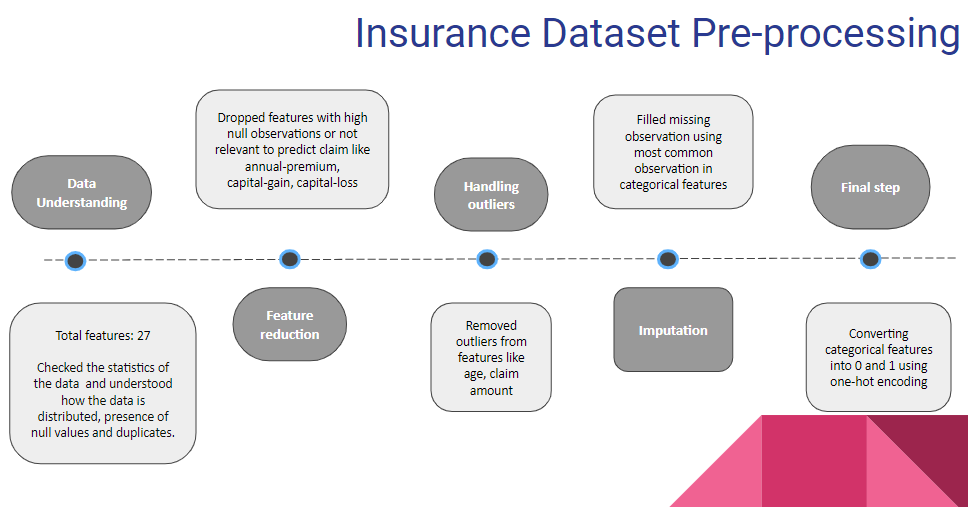 Insurance Dataset Pre-processing
Data
Understanding
Total features: 27
Checked the statistics of
the data and understood
how the data is
distributed, presence of
null values and duplicates.
Dropped features with high
null observations or not
relevant to predict claim like
annual-premium,
capital-gain, capital-loss
Feature
reduction
Handling
outliers
Removed
outliers from
features like
age, claim
amount
Filled missing
observation using
most common
observation in
categorical features
Imputation
Final step
Converting
categorical features
into 0 and 1 using
one-hot encoding